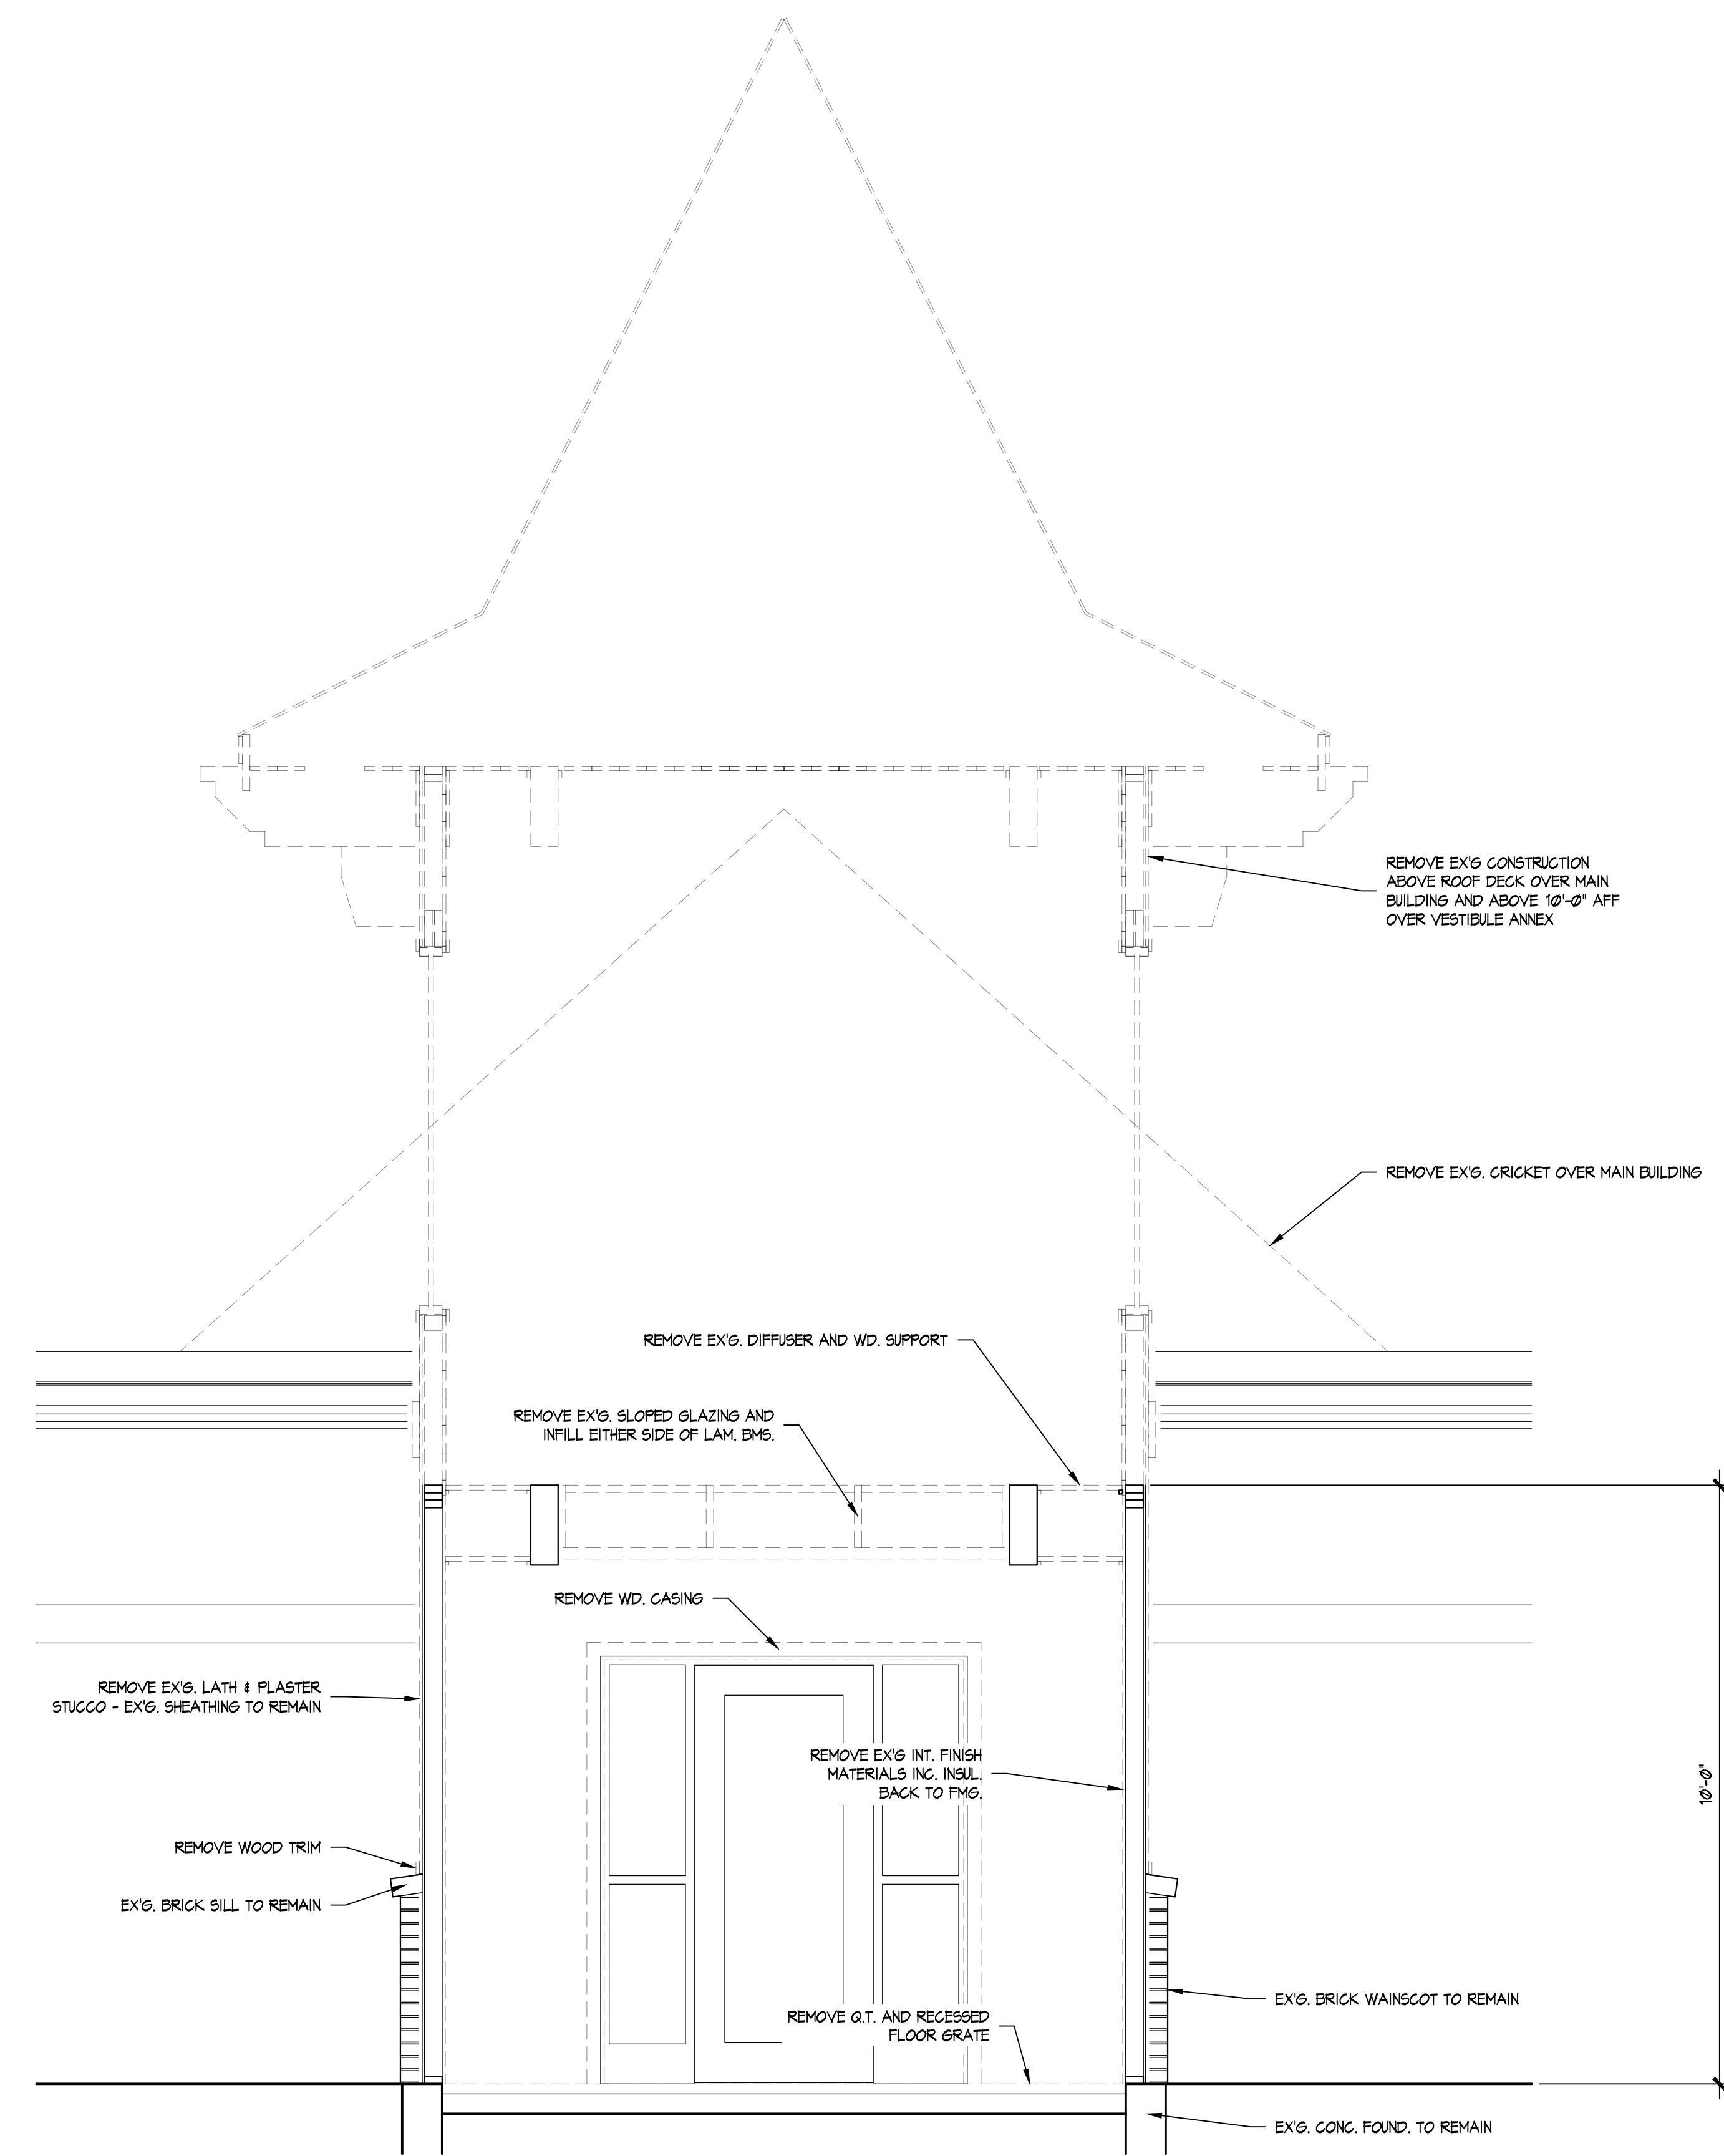 REMOVE EX'G CONSTRUCTION
ABOVE ROOF DECK OVER MAIN
BUILDING AND ABOVE 10'-0" AFF
OVER VESTIBULE ANNEX
REMOVE EX'G. CRICKET OVER MAIN BUILDING
REMOVE EX'G. DIFFUSER AND WD. SUPPORT
REMOVE EX'G. SLOPED GLAZING AND
INFILL EITHER SIDE OF LAM. BMS.
REMOVE WD. CASING
REMOVE EX'G. LATH & PLASTER
STUCCO - EX'G. SHEATHING TO REMAIN
REMOVE EX'G INT. FINISH
MATERIALS INC. INSUL.
BACK TO FMG.
10'-0"
REMOVE WOOD TRIM
EX'G. BRICK SILL TO REMAIN
EX'G. BRICK WAINSCOT TO REMAIN
REMOVE Q.T. AND RECESSED
FLOOR GRATE
EX'G. CONC. FOUND. TO REMAIN